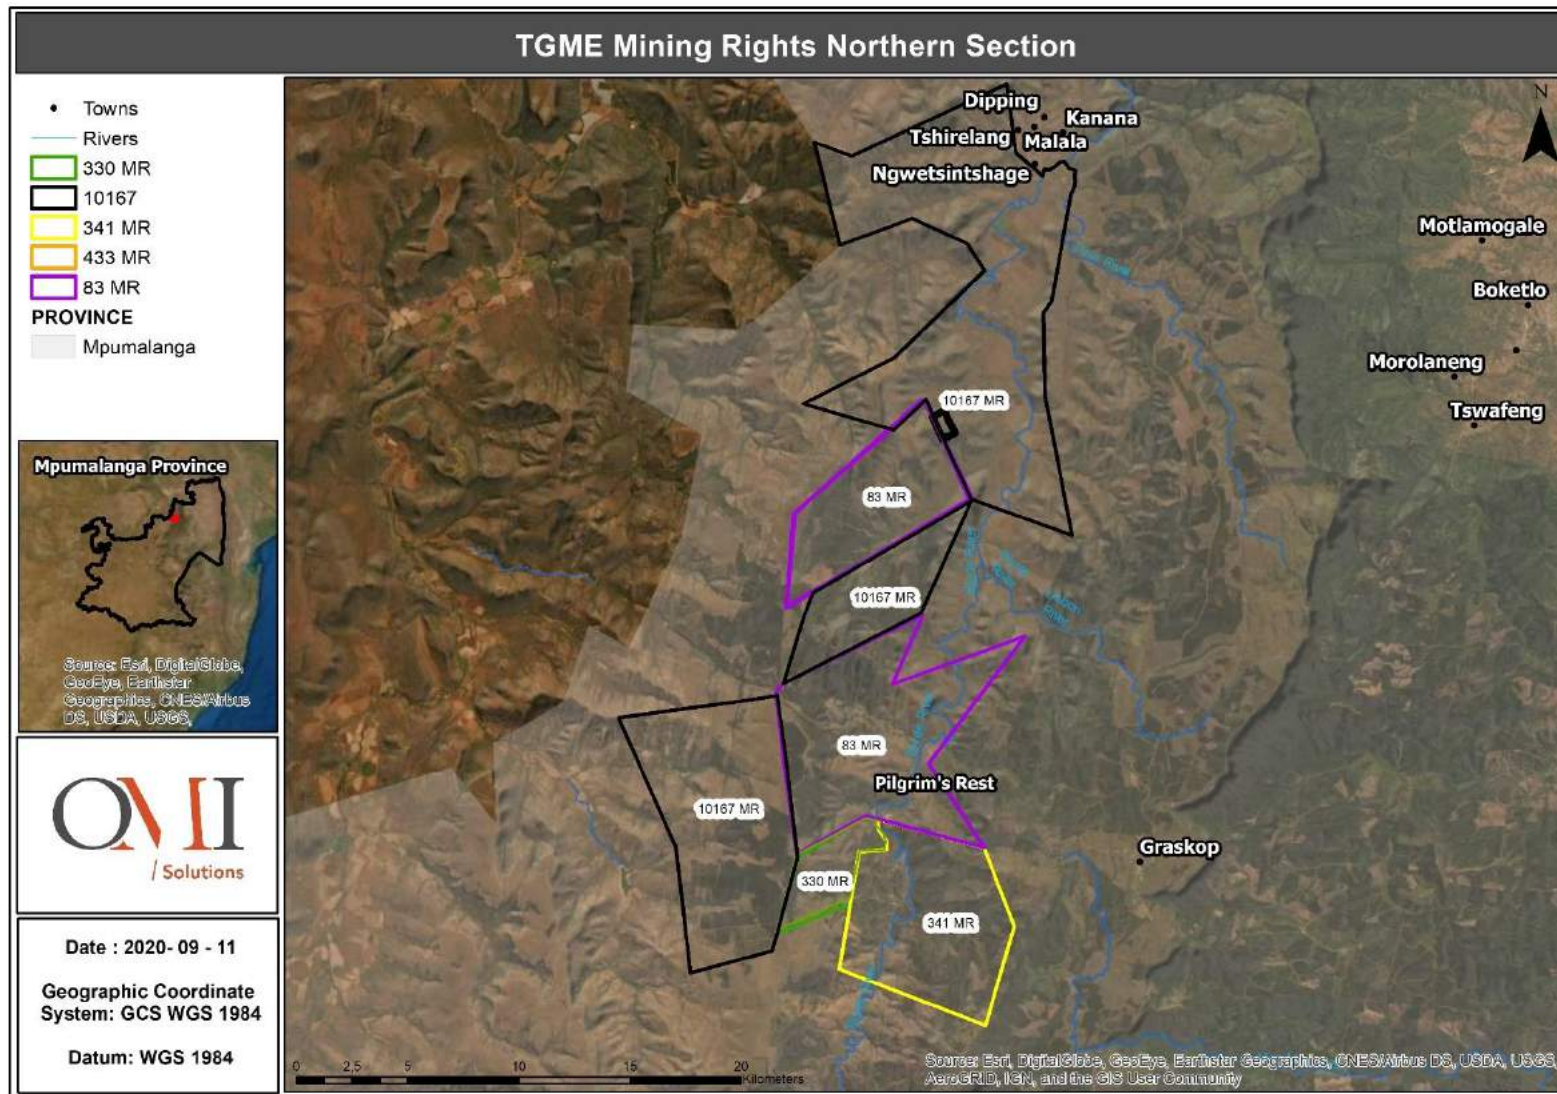 TGME Mining Rights Northern Section
Towns
Rivers
330 MR
10167
341 MR
433 MR
83 MR
PROVINCE
Mpumalanga
Mpumalanga Province
Source: Esri, DigitalGlobe,
GeoEye, Earthstar
Geographics, CNES/Airbus
DS, USDA, USGS,
OMI
/ Solutions
Date : 2020- 09 - 11
Geographic Coordinate
System: GCS WGS 1984
Datum: WGS 1984
N
Dipping
Kanana
Tshirelang
Malala
Ngwetsintshage
Motlamogale
Boketlo
Morolaneng
Tswafeng
10167 MR
83 MR
10167 MR
83 MR
Pilgrim's Rest
10167 MR
Graskop
330 MR
341 MR
0 2,5 5 10 15 20
Kilometers
Source: Esri, DigitalGlobe, GeoEye, Earthstar Geographics, CNES/Airbus DS, USDA, USGS,
AeroGRID, IGN, and the GIS User Community